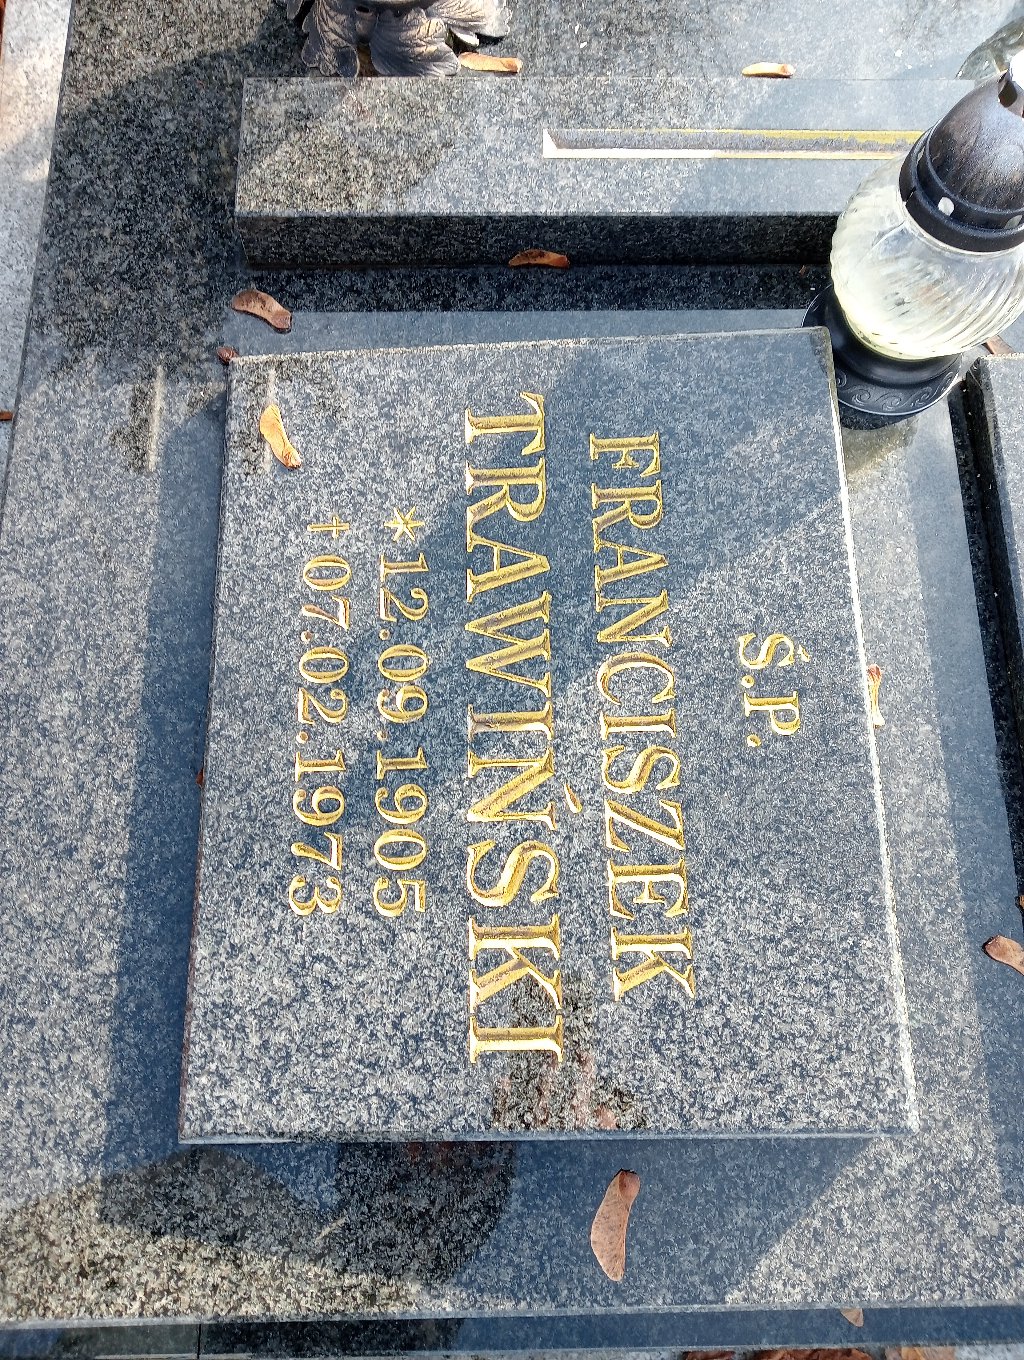 Ś.P.
FRANCISZEK
TRAWIŃSKI
*12.09.1905
†07.02.1973